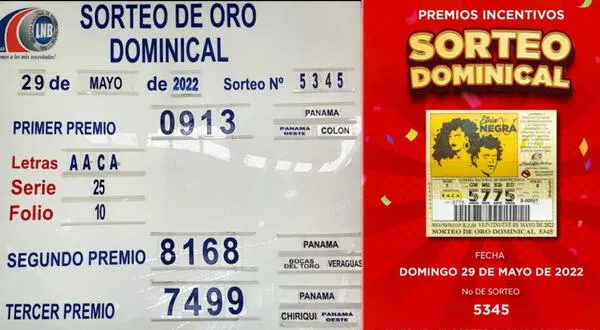 LNB
SORTEO DE ORO
DOMINICAL
29 de MAYO de 2022 Sorteo Nº 5345
PRIMER PREMIO 0913
PANAMA
PANAMA OESTE COLON
Letras AACA
Serie 25
Folio 10
SEGUNDO PREMIO 8168
PANAMA
BOCAS DEL TORO VERAGUAS
TERCER PREMIO 7499
PANAMA
CHIRIQUI PANAMA OESTE
PREMIOS INCENTIVOS
SORTEO
DOMINICAL
Etnia
NEGRA
5775
SORTEO DE ORO DOMINICAL 5345
FECHA
DOMINGO 29 DE MAYO DE 2022
No DE SORTEO
5345